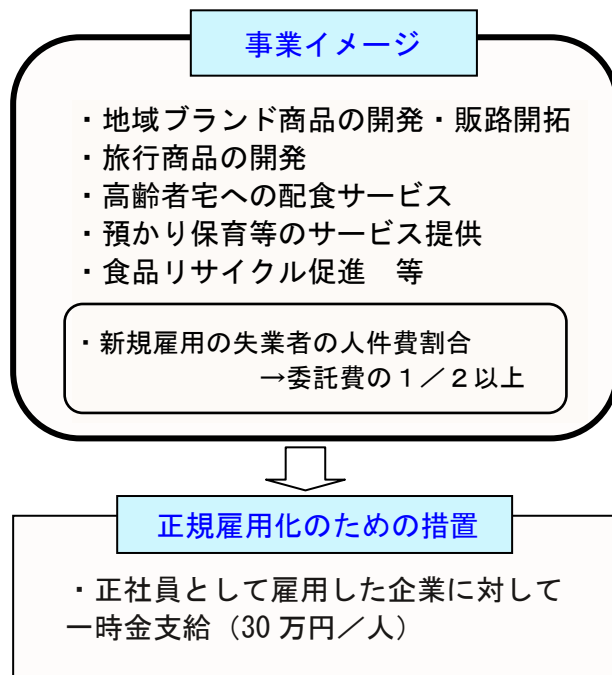 事業イメージ
・地域ブランド商品の開発・販路開拓
・旅行商品の開発
・高齢者宅への配食サービス
・預かり保育等のサービス提供
・食品リサイクル促進　等
・新規雇用の失業者の人件費割合
→委託費の１／２以上
正規雇用化のための措置
・正社員として雇用した企業に対して
一時金支給（30 万円／人）